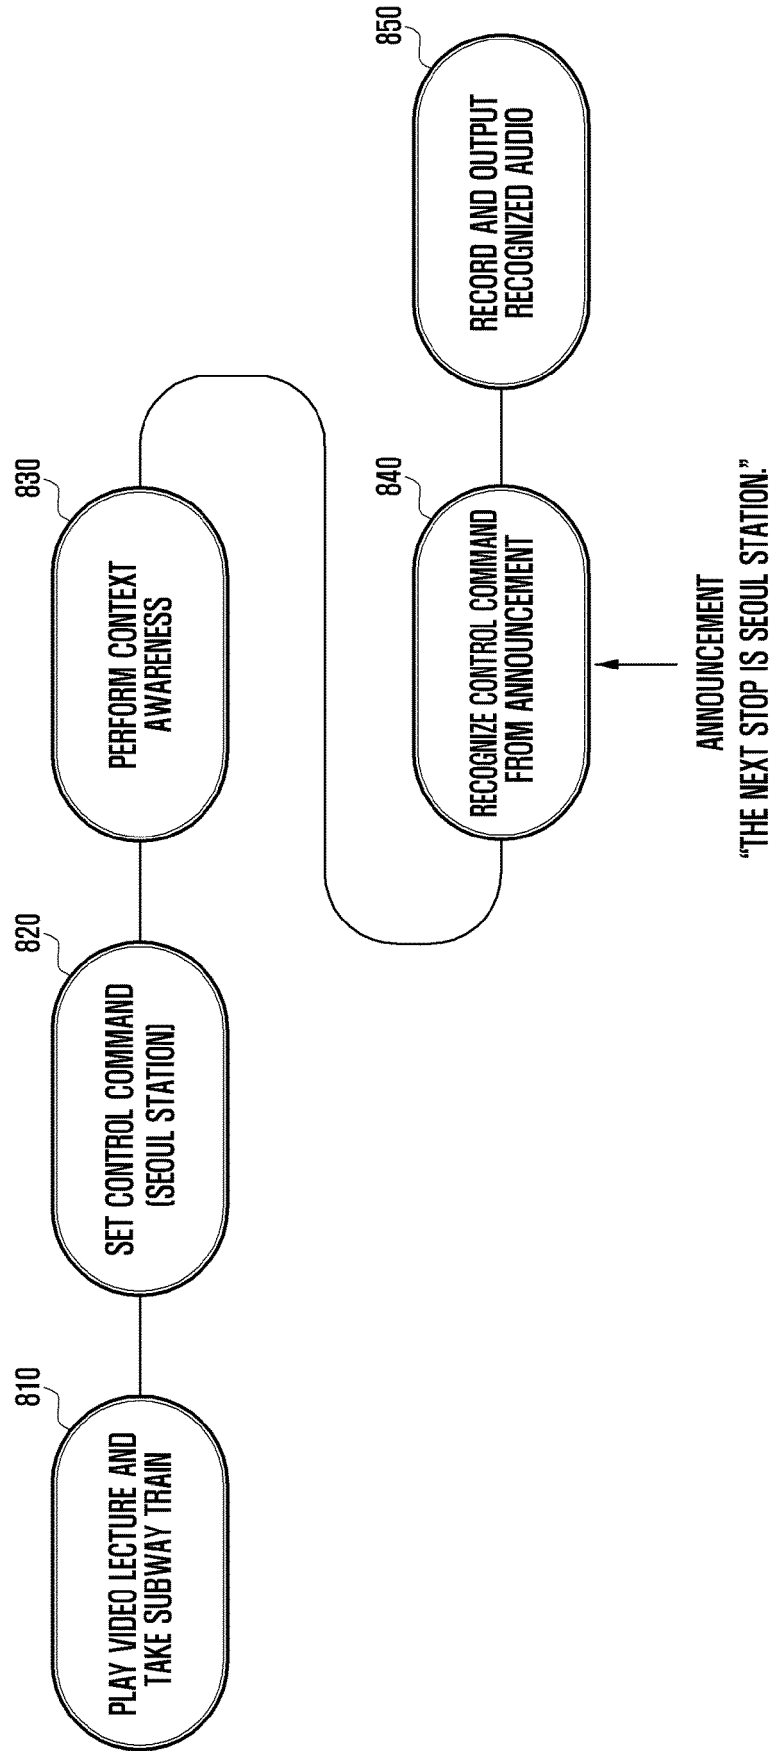 810
PLAY VIDEO LECTURE AND
TAKE SUBWAY TRAIN
820
SET CONTROL COMMAND
(SEOUL STATION)
830
PERFORM CONTEXT
AWARENESS
840
RECOGNIZE CONTROL COMMAND
FROM ANNOUNCEMENT
850
RECORD AND OUTPUT
RECOGNIZED AUDIO
ANNOUNCEMENT
“THE NEXT STOP IS SEOUL STATION.”